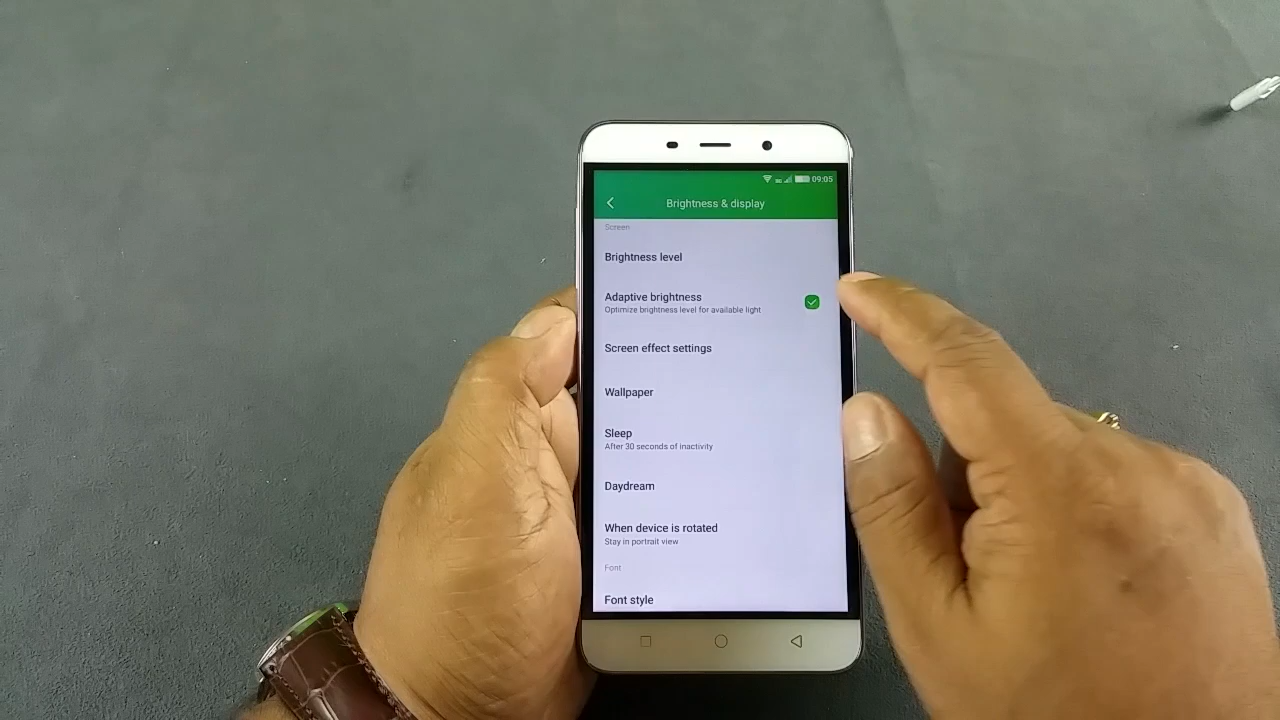 09:05
Brightness & display
Screen
Brightness level
Adaptive brightness
Optimize brightness level for available light
Screen effect settings
Wallpaper
Sleep
After 30 seconds of inactivity
Daydream
When device is rotated
Stay in portrait view
Font
Font style